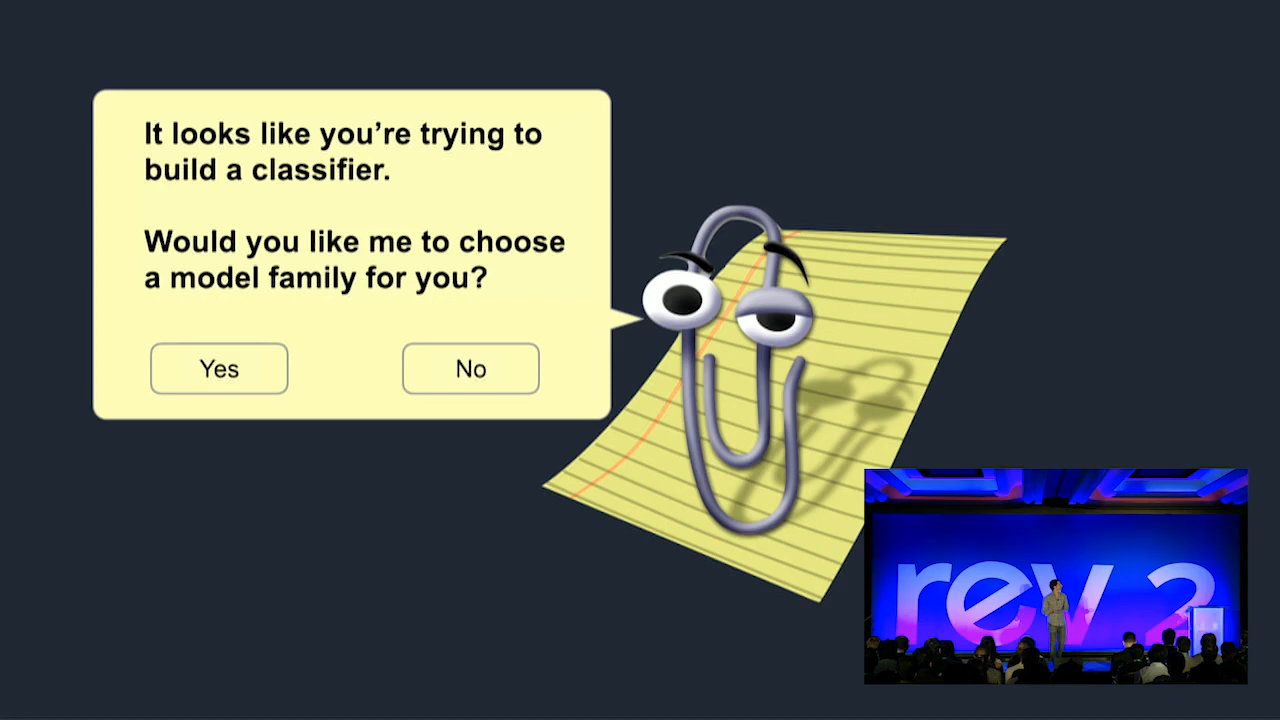 It looks like you’re trying to
build a classifier.
Would you like me to choose
a model family for you?
Yes
No
rev 2